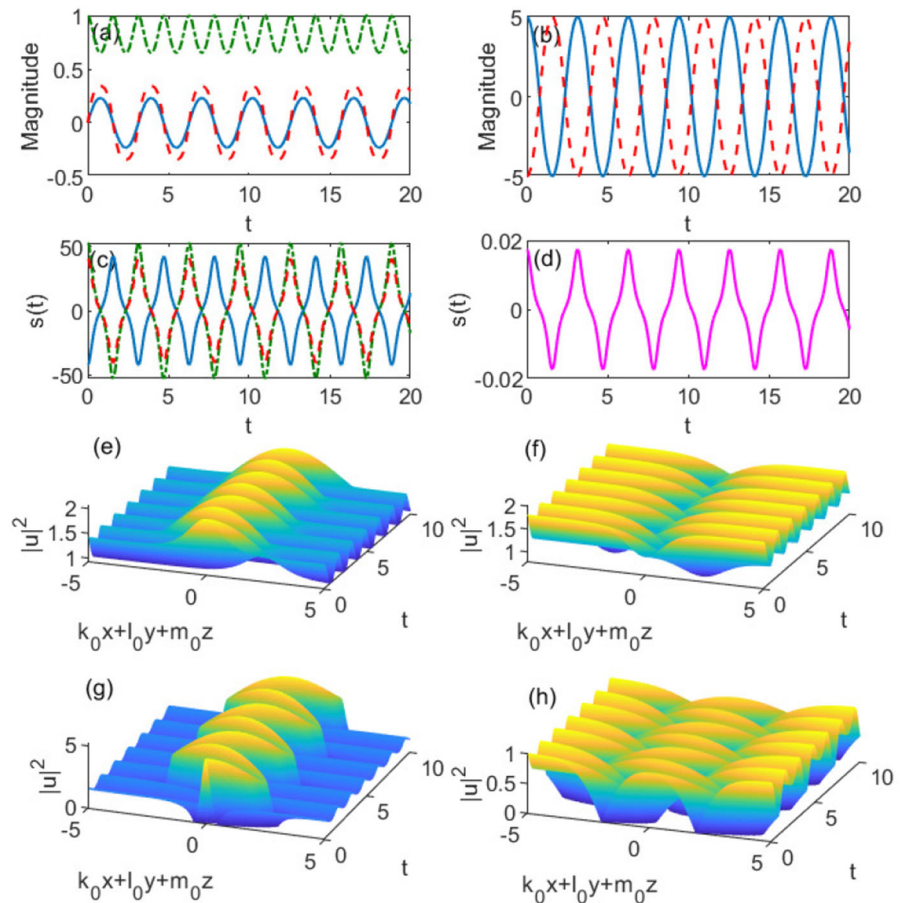 (a)
Magnitude
1
0.5
0
-0.5
0 5 10 15 20
t
(b)
Magnitude
5
0
-5
0 5 10 15 20
t
(c)
s(t)
50
0
-50
0 5 10 15 20
t
(d)
s(t)
0.02
0
-0.02
0 5 10 15 20
t
(e)
|u|²
2
1.5
1
-5 0 5
0 5 10
k₀x+l₀y+m₀z
t
(f)
|u|²
2
1.5
1
-5 0 5
0 5 10
k₀x+l₀y+m₀z
t
(g)
|u|²
5
0
-5 0 5
0 5 10
k₀x+l₀y+m₀z
t
(h)
|u|²
1
0.5
0
-5 0 5
0 5 10
k₀x+l₀y+m₀z
t